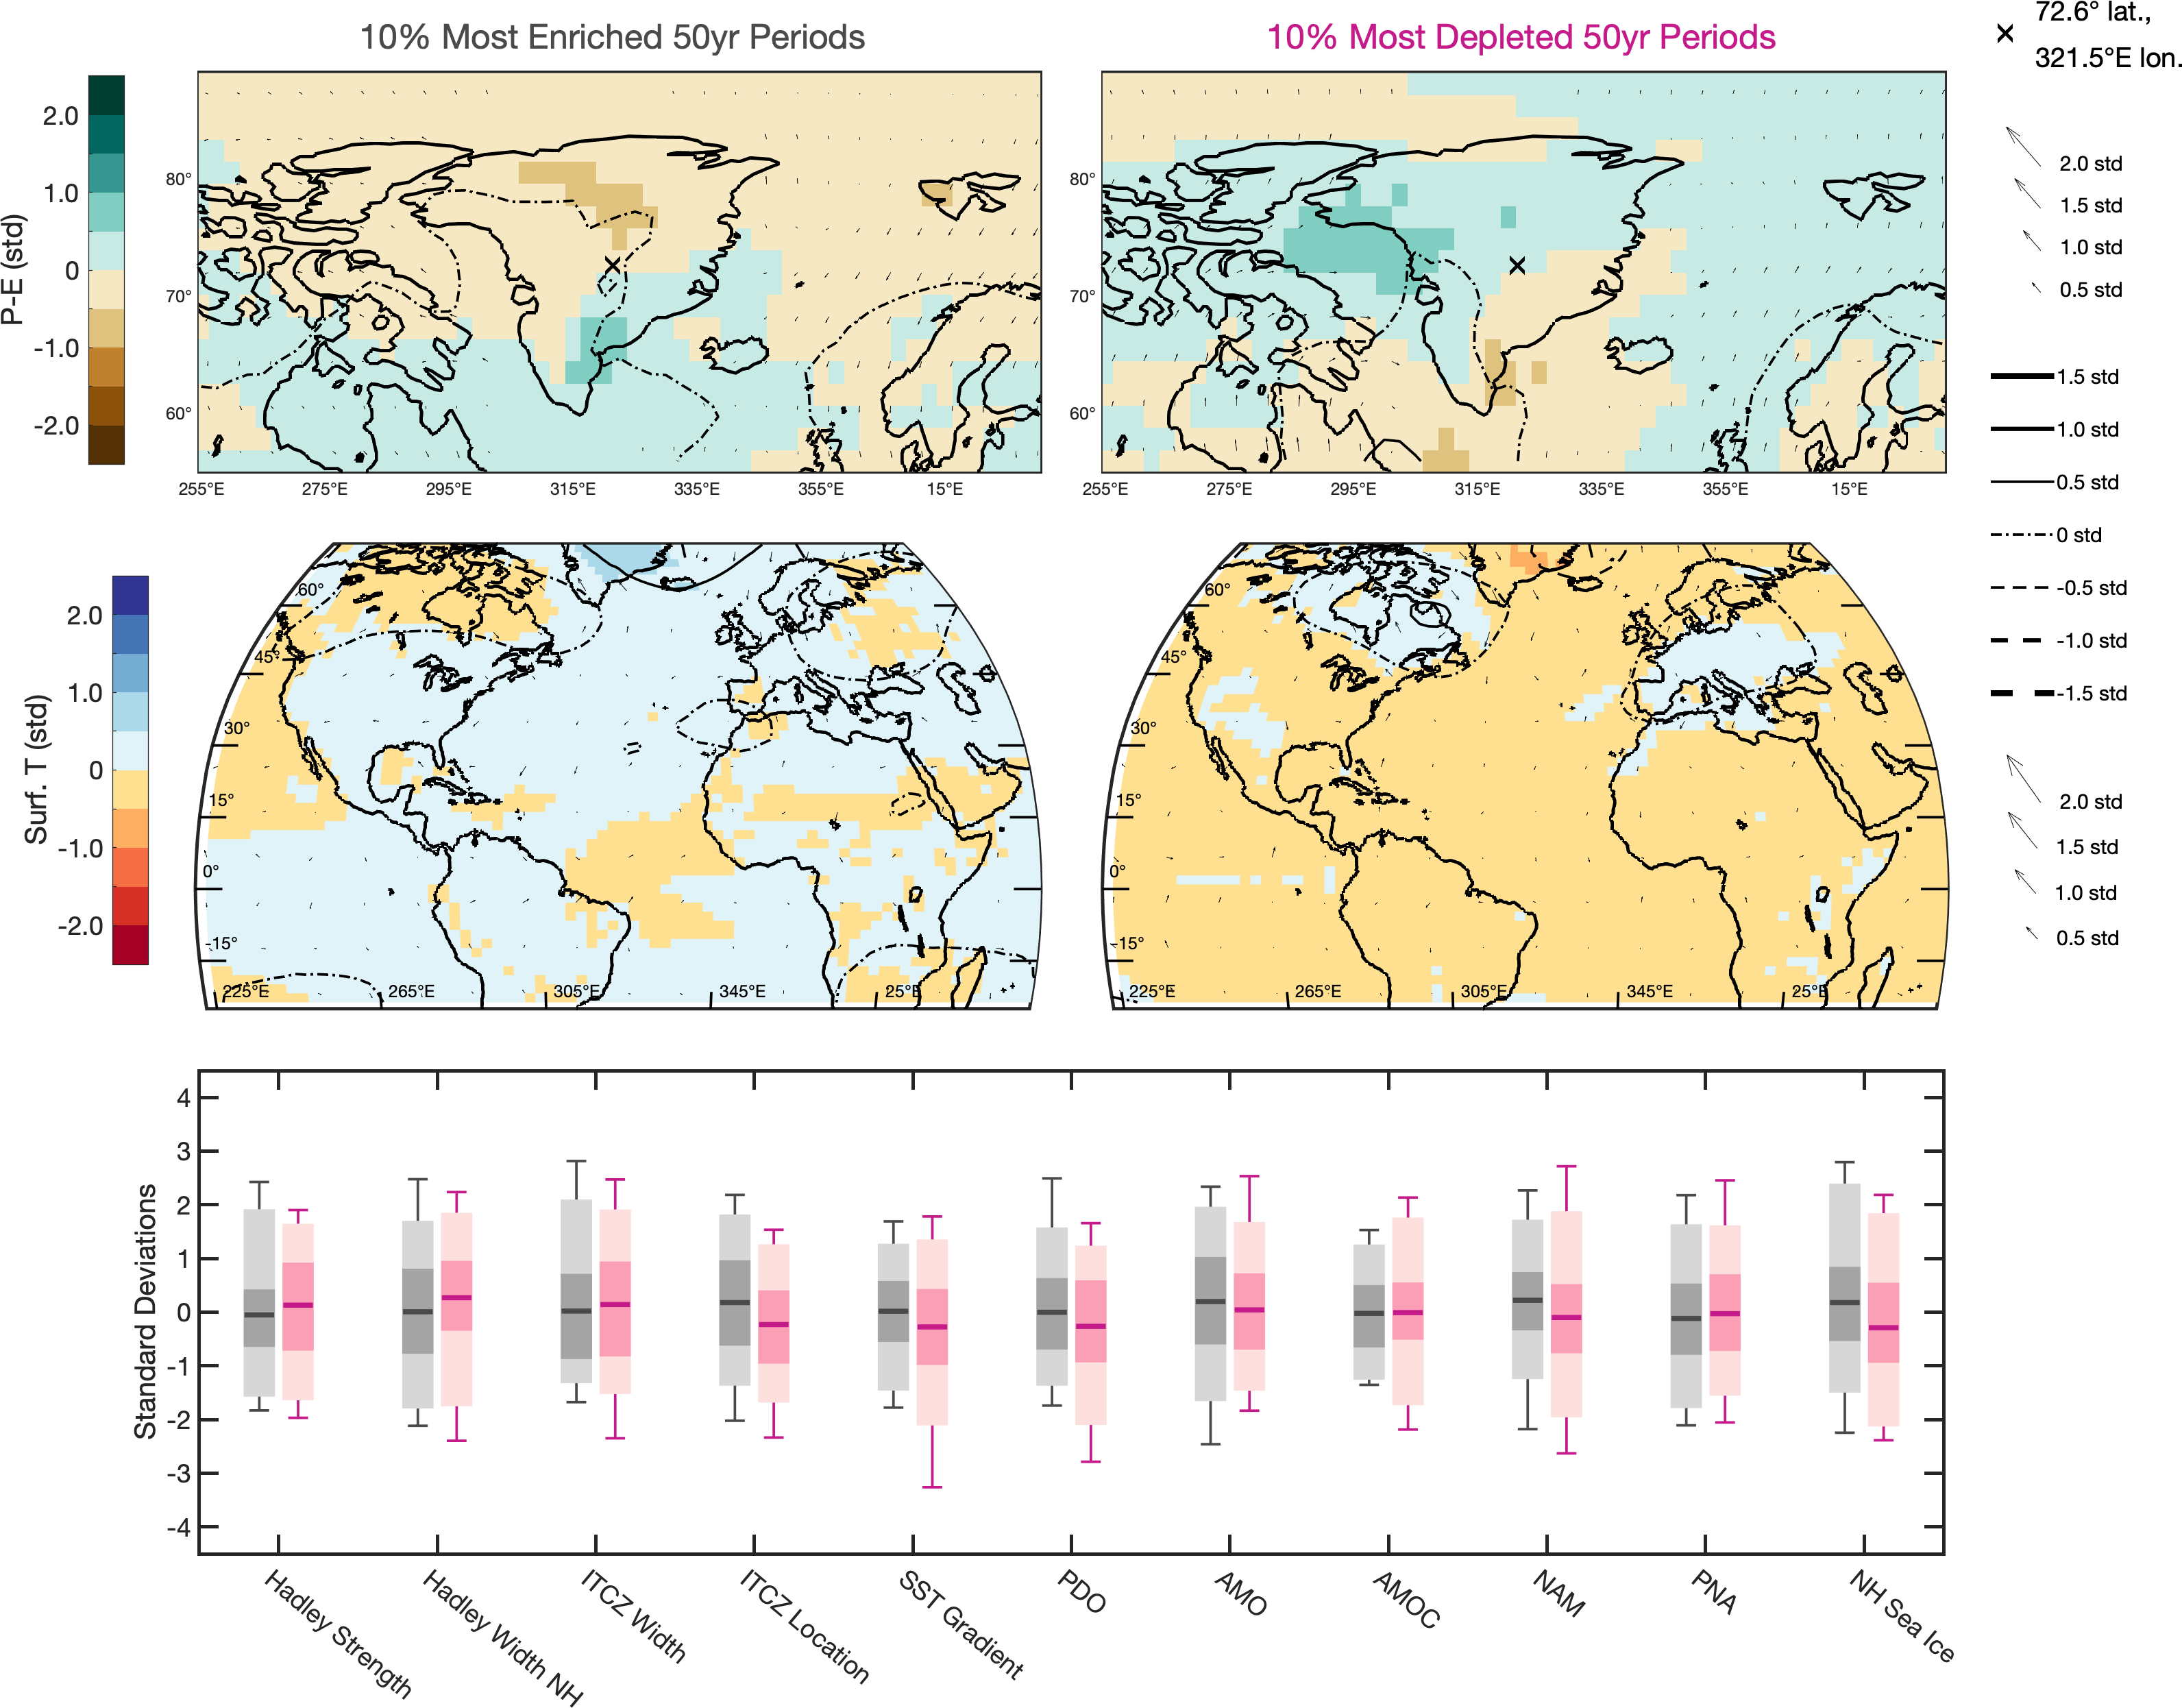 10% Most Enriched 50yr Periods
10% Most Depleted 50yr Periods
72.6° lat.,
321.5°E lon.
P-E (std)
2.0
1.0
0
-1.0
-2.0
80°
70°
60°
255°E 275°E 295°E 315°E 335°E 355°E 15°E
80°
70°
60°
255°E 275°E 295°E 315°E 335°E 355°E 15°E
2.0 std
1.5 std
1.0 std
0.5 std
1.5 std
1.0 std
0.5 std
0 std
-0.5 std
-1.0 std
-1.5 std
2.0 std
1.5 std
1.0 std
0.5 std
Surf. T (std)
2.0
1.0
0
-1.0
-2.0
60°
45°
30°
15°
0°
-15°
225°E 265°E 305°E 345°E 25°E
60°
45°
30°
15°
0°
-15°
225°E 265°E 305°E 345°E 25°E
Standard Deviations
4
3
2
1
0
-1
-2
-3
-4
Hadley Strength
Hadley Width NH
ITCZ Width
ITCZ Location
SST Gradient
PDO
AMO
AMOC
NAM
PNA
NH Sea Ice